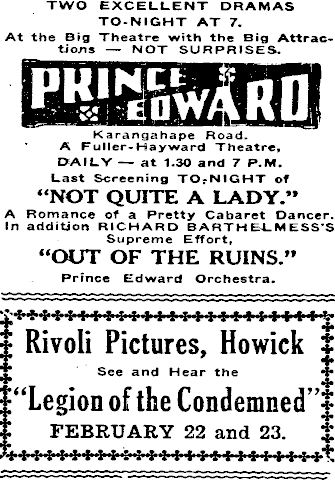 TWO EXCELLENT DRAMAS
TO-NIGHT AT 7.
At the Big Theatre with the Big Attrac-
tions — NOT SURPRISES.
PRINCE
EDWARD
Karangahape Road.
A Fuller-Hayward Theatre,
DAILY — at 1.30 and 7 P.M.
Last Screening TO-NIGHT of
“NOT QUITE A LADY.”
A Romance of a Pretty Cabaret Dancer.
In addition RICHARD BARTHELMESS'S
Supreme Effort,
“OUT OF THE RUINS.”
Prince Edward Orchestra.
Rivoli Pictures, Howick
See and Hear the
“Legion of the Condemned”
FEBRUARY 22 and 23.